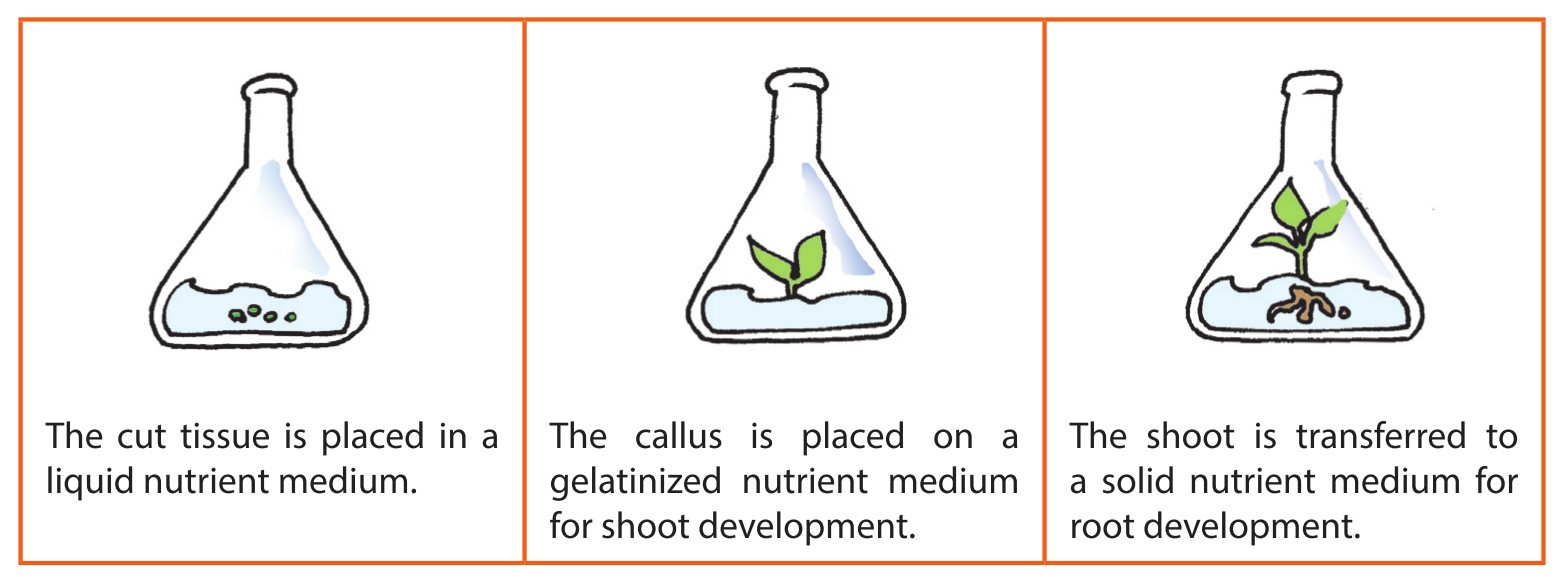 The cut tissue is placed in a
liquid nutrient medium.
The callus is placed on a
gelatinized nutrient medium
for shoot development.
The shoot is transferred to
a solid nutrient medium for
root development.